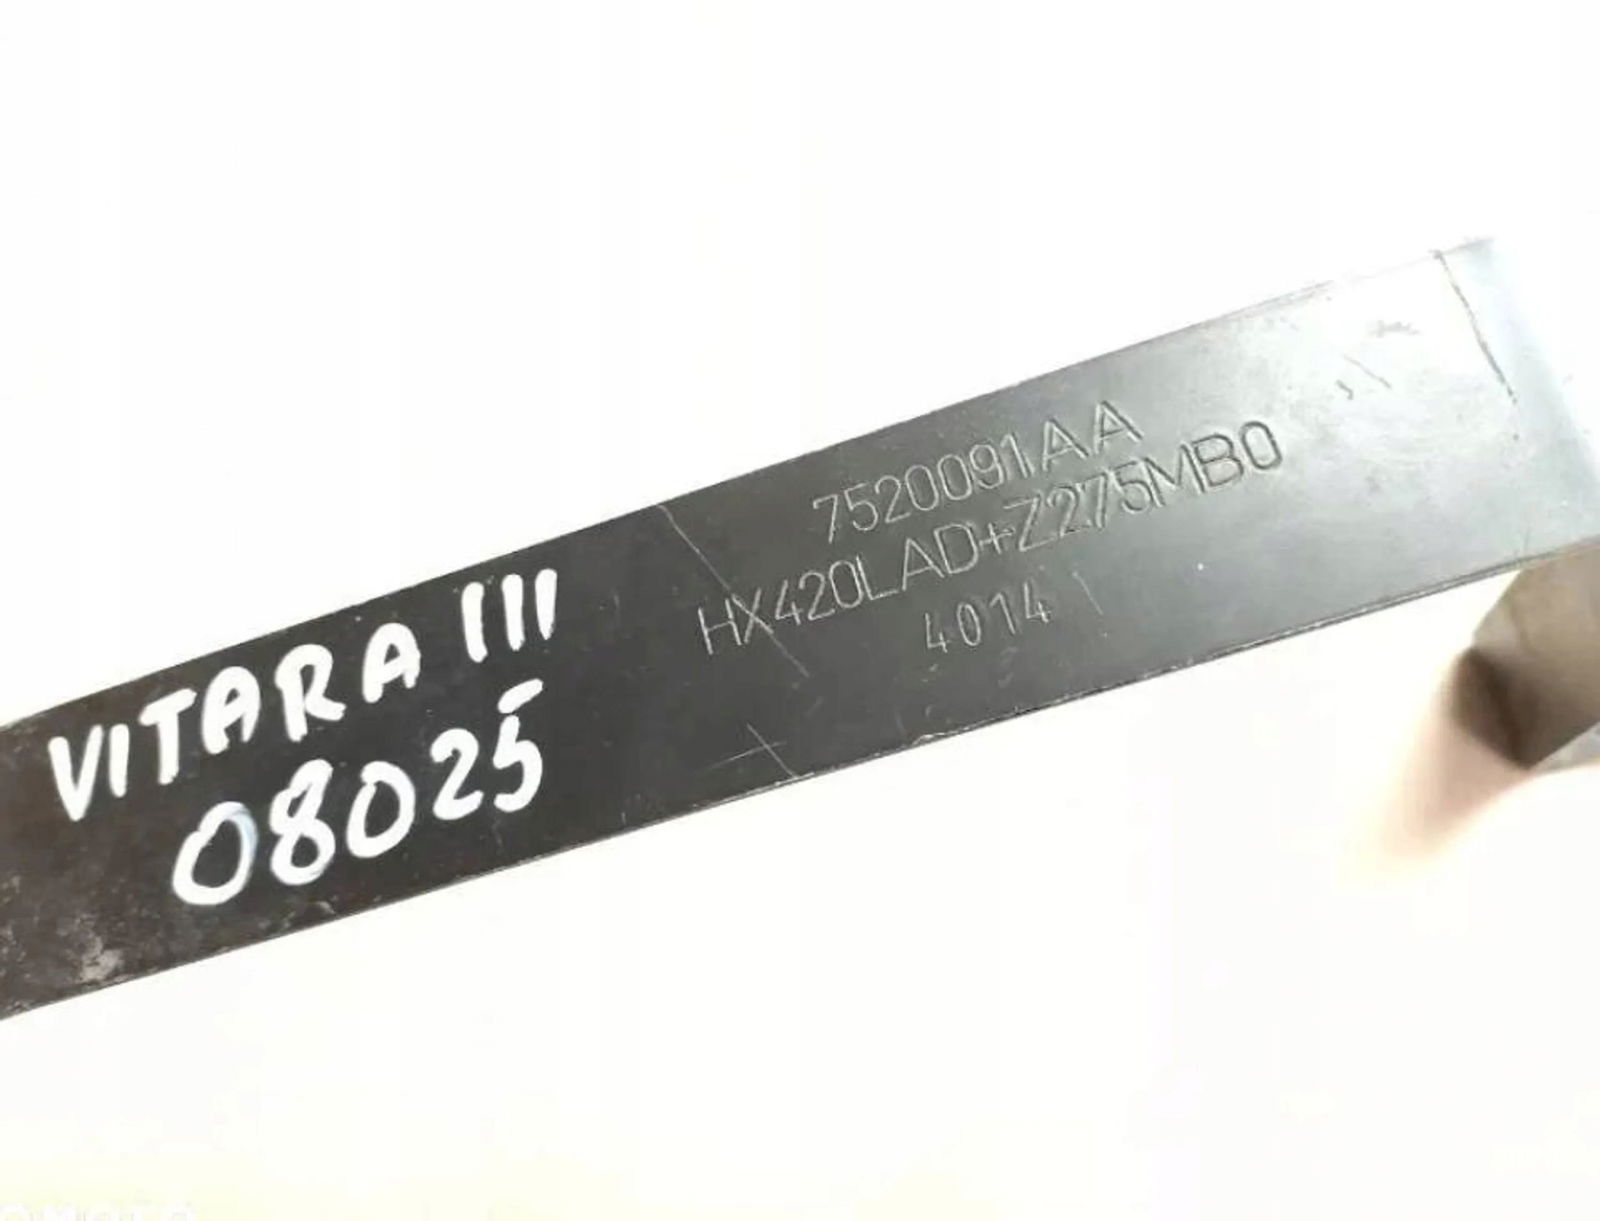 7520091AA
HX420LAD+Z275MB0
4014
VITARA III
08025